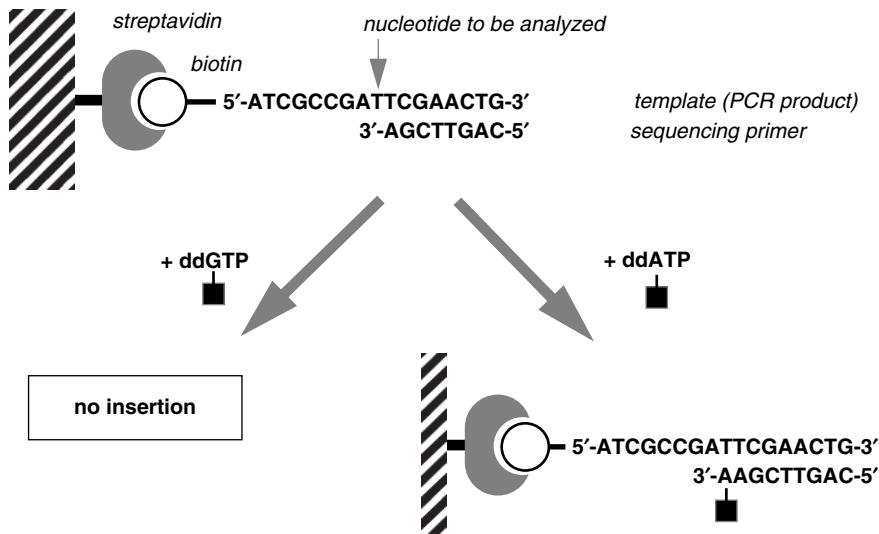 streptavidin
nucleotide to be analyzed
biotin
5′-ATCGCCGATTCGAACTG-3′
template (PCR product)
3′-AGCTTGAC-5′
sequencing primer
+ ddGTP
+ ddATP
no insertion
5′-ATCGCCGATTCGAACTG-3′
3′-AAGCTTGAC-5′